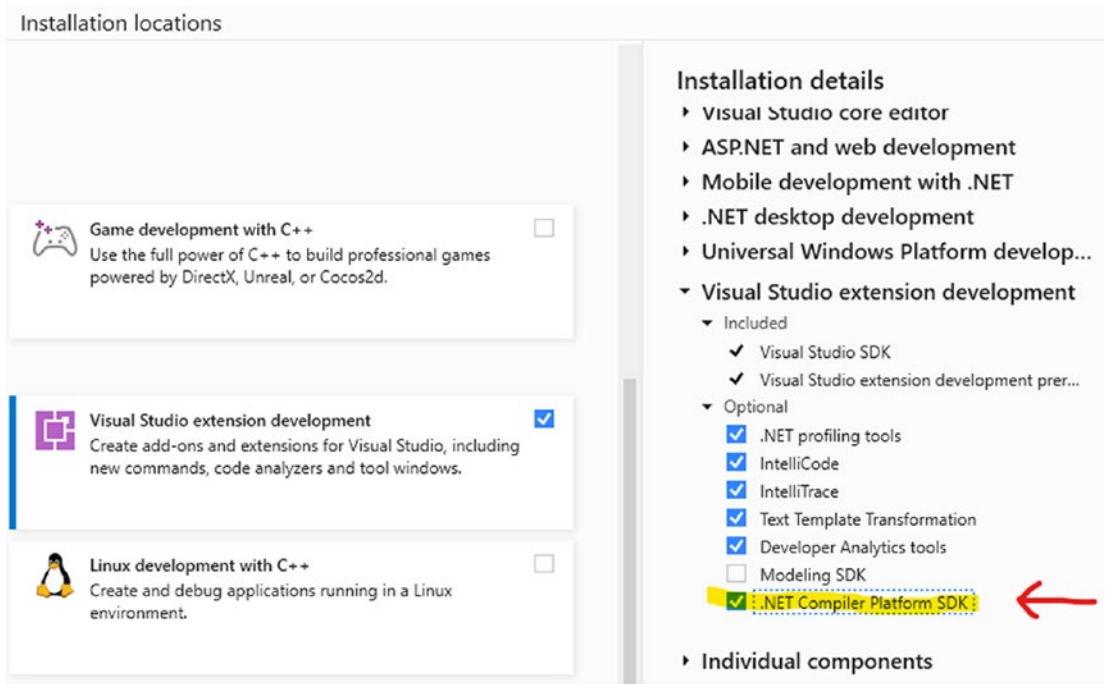 Installation locations
Game development with C++
Use the full power of C++ to build professional games
powered by DirectX, Unreal, or Cocos2d.
Visual Studio extension development
Create add-ons and extensions for Visual Studio, including
new commands, code analyzers and tool windows.
Linux development with C++
Create and debug applications running in a Linux
environment.
Installation details
Visual Studio core editor
ASP.NET and web development
Mobile development with .NET
.NET desktop development
Universal Windows Platform develop...
Visual Studio extension development
Included
Visual Studio SDK
Visual Studio extension development prer...
Optional
.NET profiling tools
IntelliCode
IntelliTrace
Text Template Transformation
Developer Analytics tools
Modeling SDK
.NET Compiler Platform SDK
Individual components